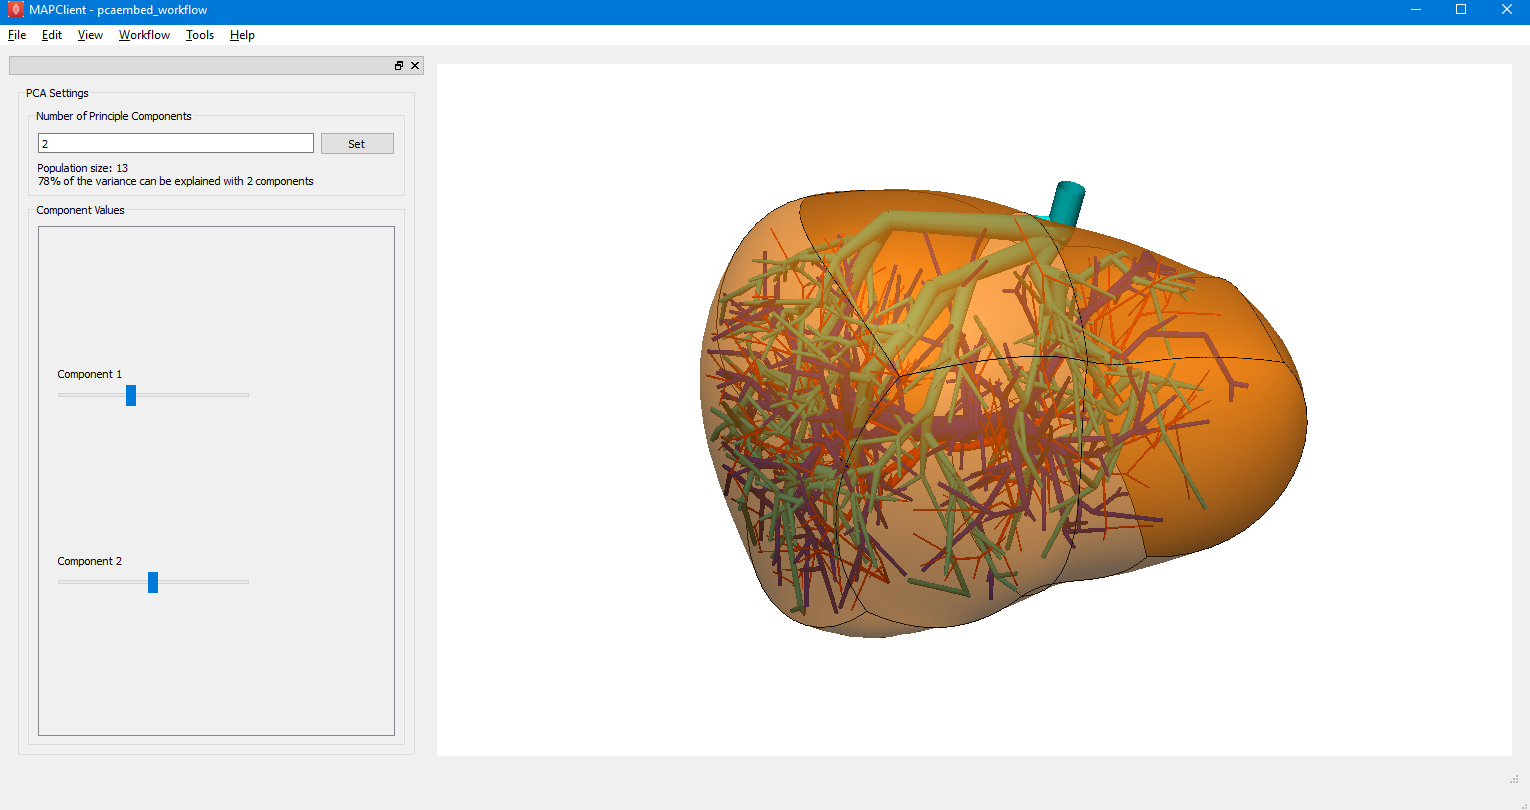 MAPClient - pcaembed_workflow
File Edit View Workflow Tools Help
PCA Settings
Number of Principle Components
2
Set
Population size: 13
78% of the variance can be explained with 2 components
Component Values
Component 1
Component 2